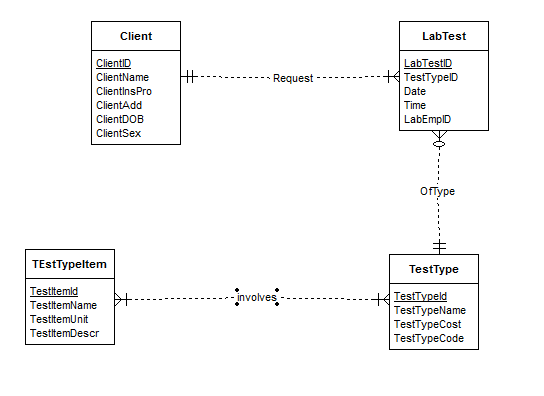 Client
ClientID
ClientName
ClientInsPro
ClientAdd
ClientDOB
ClientSex
Request
LabTest
LabTestID
TestTypeID
Date
Time
LabEmpID
OfType
TEstTypeItem
TestItemId
TestItemName
TestItemUnit
TestItemDescr
involves
TestType
TestTypeId
TestTypeName
TestTypeCost
TestTypeCode